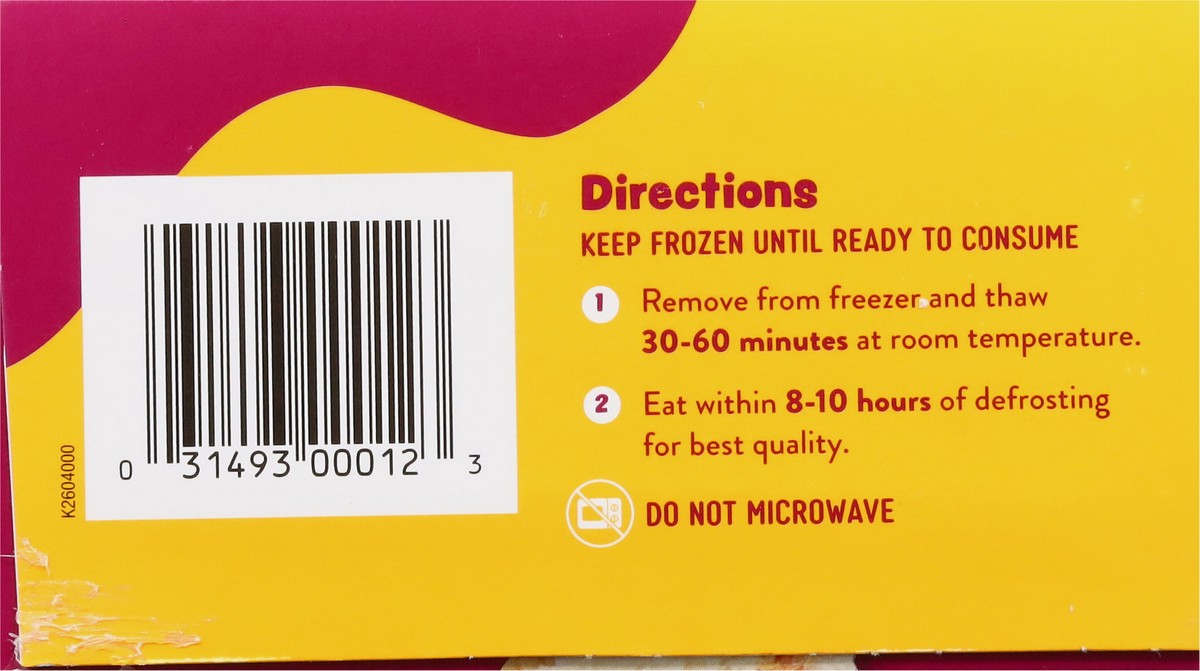 Directions
KEEP FROZEN UNTIL READY TO CONSUME
1 Remove from freezer and thaw
30-60 minutes at room temperature.
2 Eat within 8-10 hours of defrosting
for best quality.
DO NOT MICROWAVE
K2604000
0 31493 00012 3